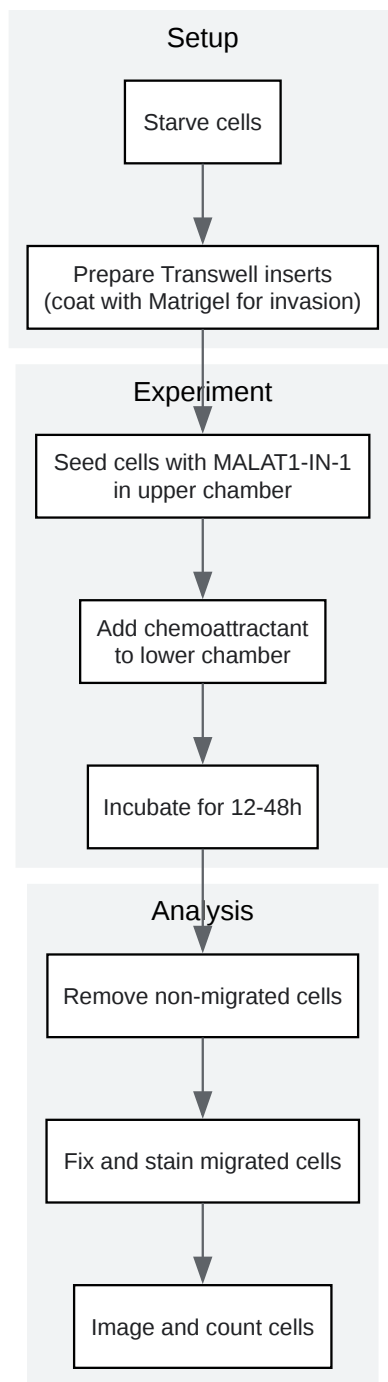 Setup
Starve cells
Prepare Transwell inserts
(coat with Matrigel for invasion)
Experiment
Seed cells with MALAT1-IN-1
in upper chamber
Add chemoattractant
to lower chamber
Incubate for 12-48h
Analysis
Remove non-migrated cells
Fix and stain migrated cells
Image and count cells